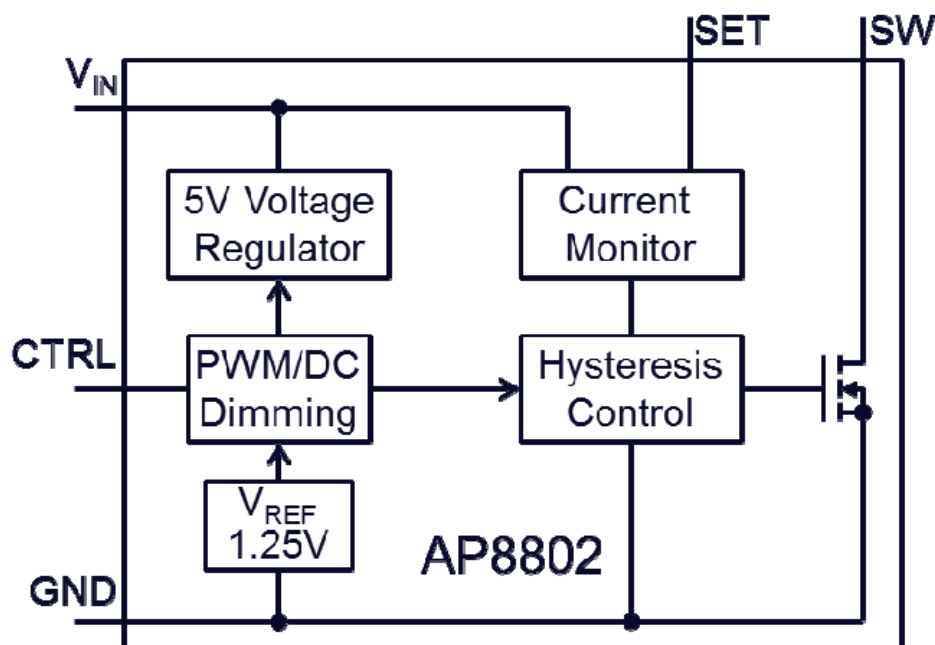 SET
SW
VIN
5V Voltage
Regulator
Current
Monitor
CTRL
PWM/DC
Dimming
Hysteresis
Control
VREF
1.25V
AP8802
GND